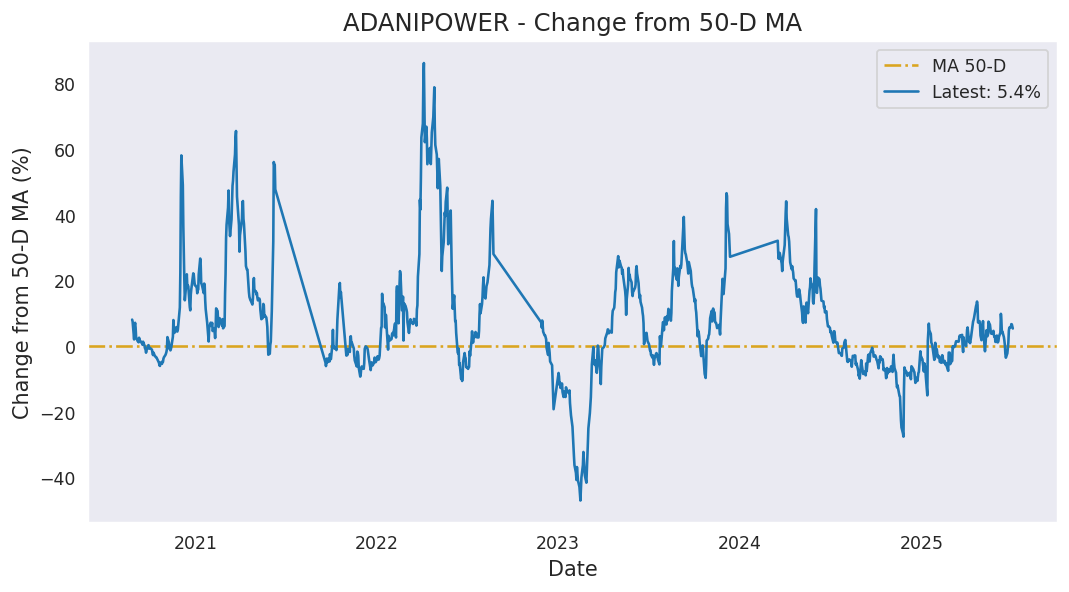 ADANIPOWER - Change from 50-D MA
Change from 50-D MA (%)
80
60
40
20
0
−20
−40
MA 50-D
Latest: 5.4%
2021
2022
2023
2024
2025
Date